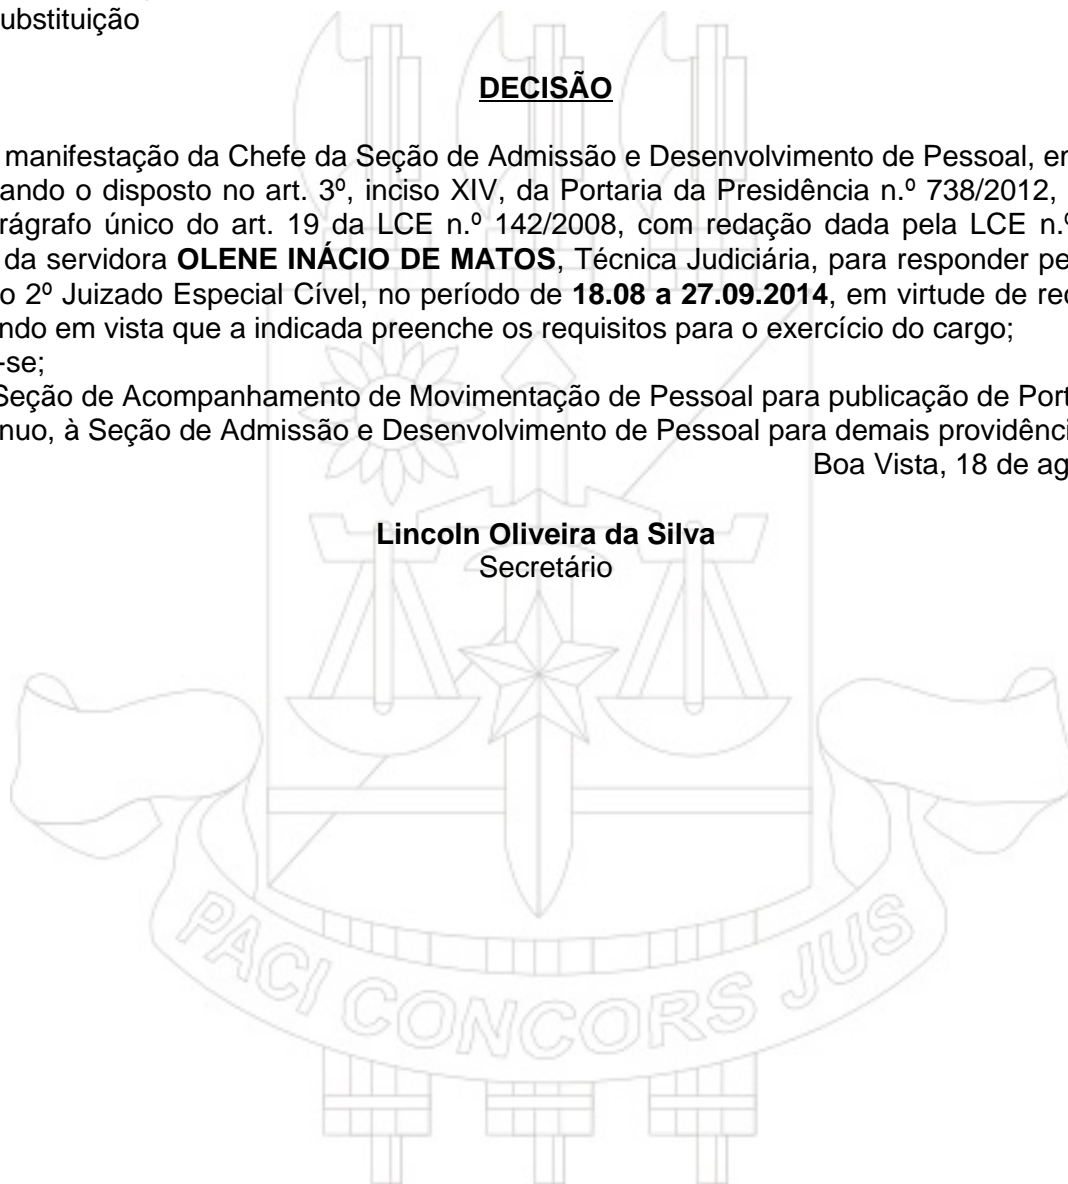 ubstituição
DECISÃO
manifestação da Chefe da Seção de Admissão e Desenvolvimento de Pessoal, em
ando o disposto no art. 3º, inciso XIV, da Portaria da Presidência n.º 738/2012,
rágrafo único do art. 19 da LCE n.º 142/2008, com redação dada pela LCE n.º
da servidora OLENE INÁCIO DE MATOS, Técnica Judiciária, para responder pe
o 2º Juizado Especial Cível, no período de 18.08 a 27.09.2014, em virtude de rec
ndo em vista que a indicada preenche os requisitos para o exercício do cargo;
-se;
Seção de Acompanhamento de Movimentação de Pessoal para publicação de Port
nuo, à Seção de Admissão e Desenvolvimento de Pessoal para demais providênci
Boa Vista, 18 de ag
Lincoln Oliveira da Silva
Secretário
PACI CONCORS JUS